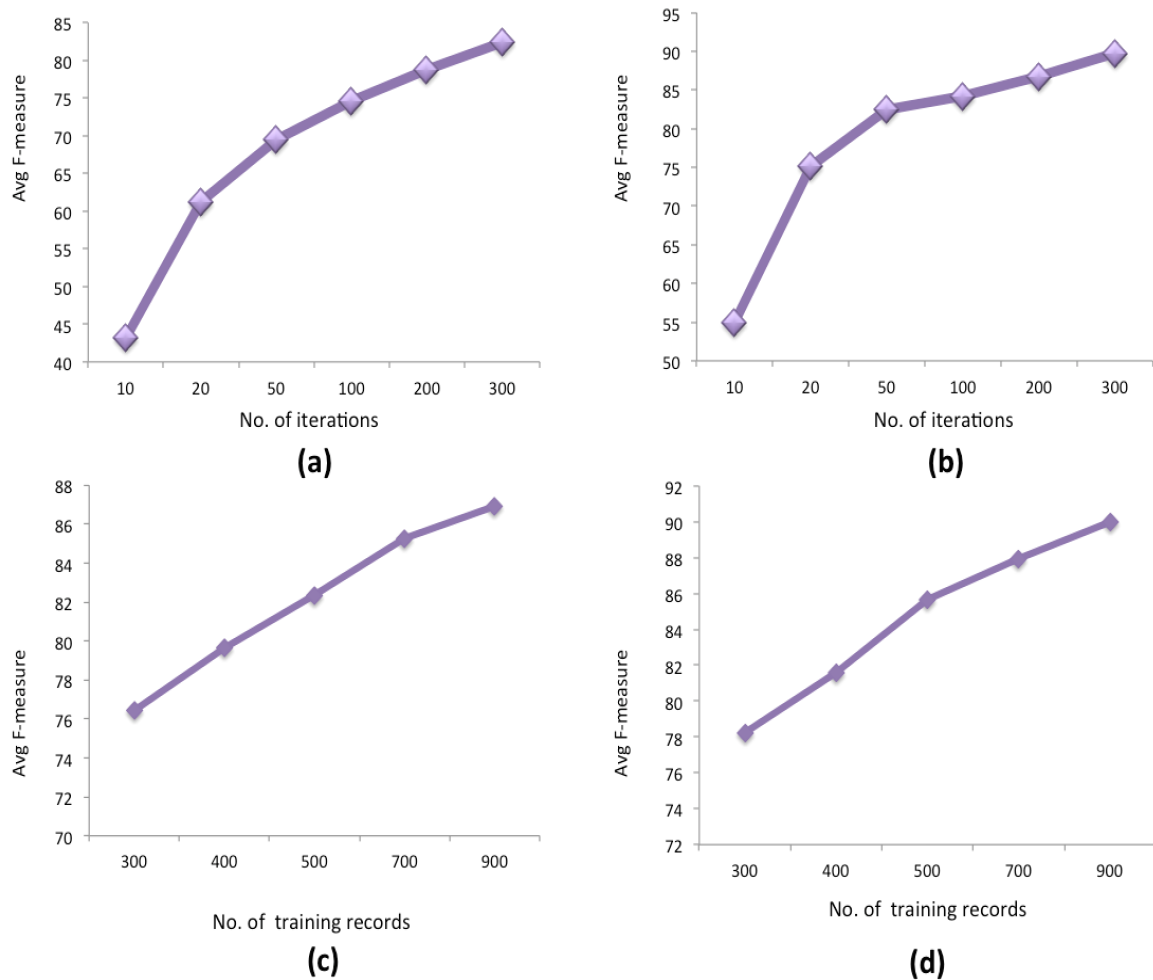 85
80
75
70
65
60
55
50
45
40
Avg F-measure
10 20 50 100 200 300
No. of iterations
(a)
95
90
85
80
75
70
65
60
55
50
Avg F-measure
10 20 50 100 200 300
No. of iterations
(b)
88
86
84
82
80
78
76
74
72
70
Avg F-measure
300 400 500 700 900
No. of training records
(c)
92
90
88
86
84
82
80
78
76
74
72
Avg F-measure
300 400 500 700 900
No. of training records
(d)